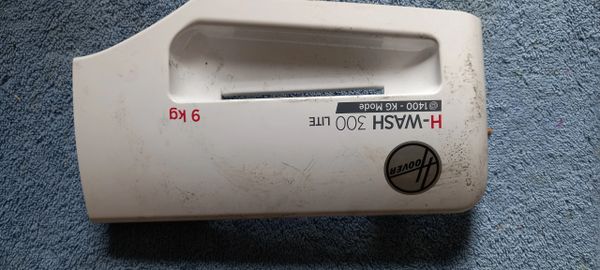 HOOVER
H-WASH 300 LITE
@ 1400 - KG Mode
9 kg